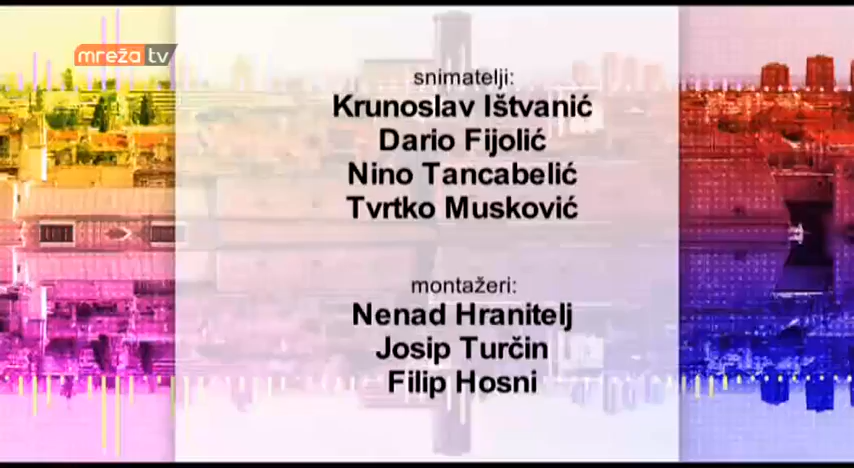 mreža tv
snimatelji:
Krunoslav Ištvanić
Dario Fijolić
Nino Tancabelić
Tvrtko Musković
montažeri:
Nenad Hranitelj
Josip Turčin
Filip Hosni